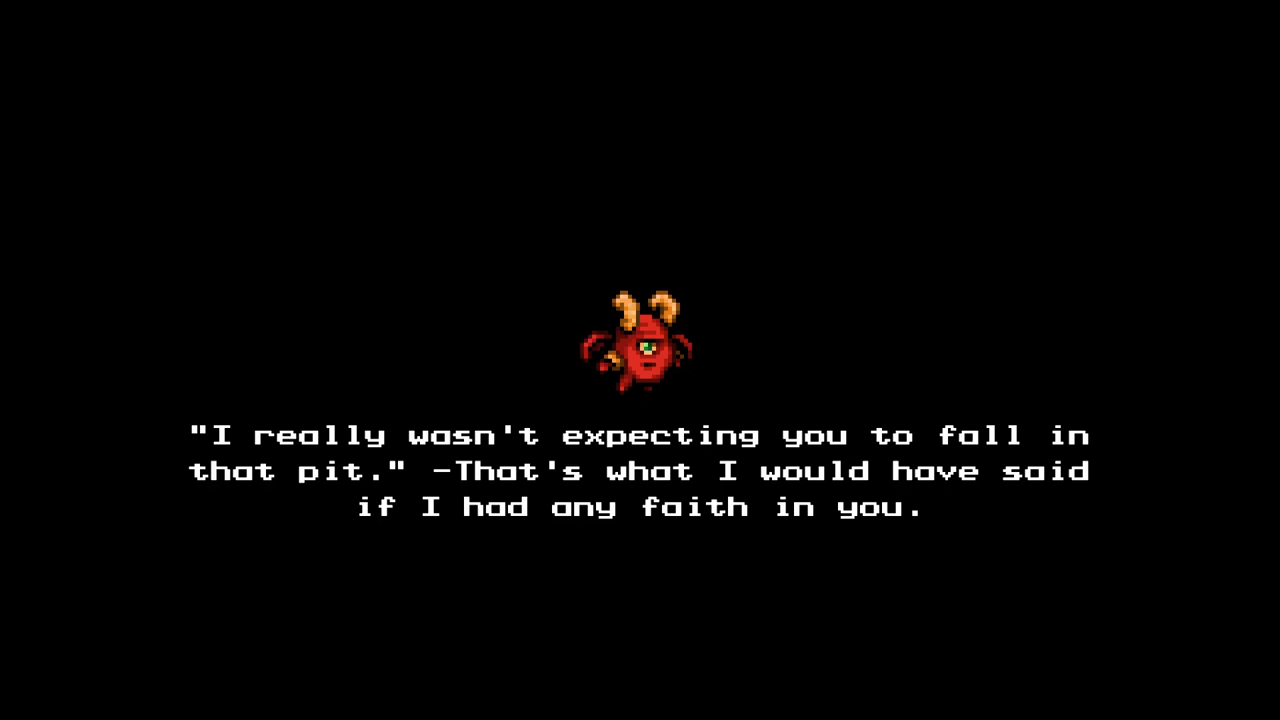 "I really wasn't expecting you to fall in
that pit." -That's what I would have said
if I had any faith in you.